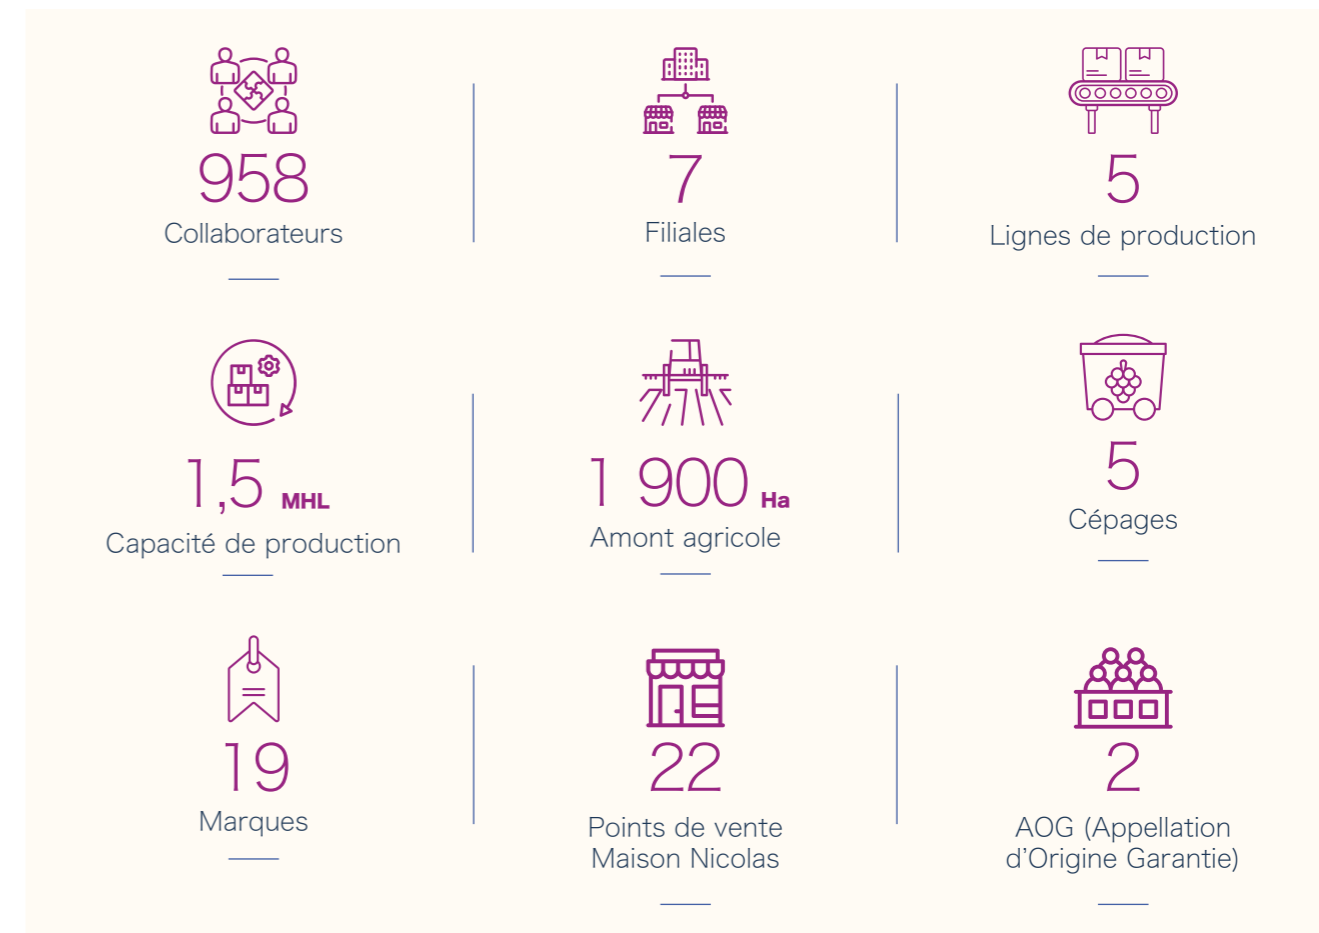 958
Collaborateurs
7
Filiales
5
Lignes de production
1,5 MHL
Capacité de production
1 900 Ha
Amont agricole
5
Cépages
19
Marques
22
Points de vente
Maison Nicolas
2
AOG (Appellation
d’Origine Garantie)